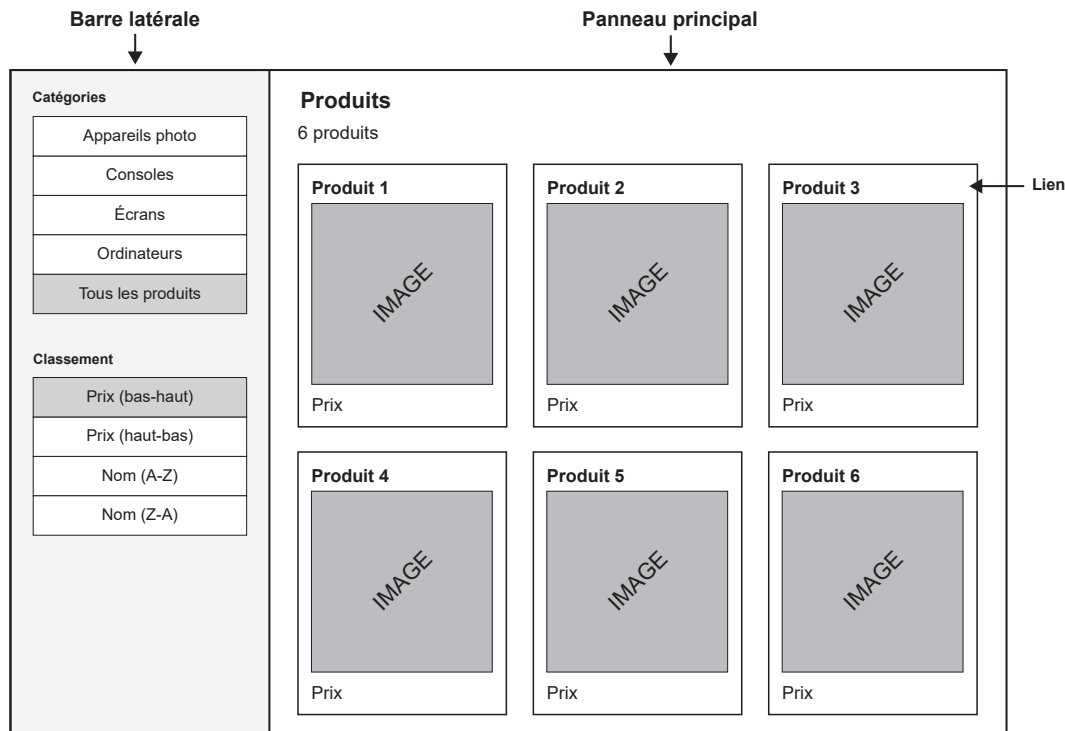 Barre latérale
Panneau principal
Catégories
Appareils photo
Consoles
Écrans
Ordinateurs
Tous les produits
Classement
Prix (bas-haut)
Prix (haut-bas)
Nom (A-Z)
Nom (Z-A)
Produits
6 produits
Produit 1
IMAGE
Prix
Produit 2
IMAGE
Prix
Produit 3
IMAGE
Prix
Lien
Produit 4
IMAGE
Prix
Produit 5
IMAGE
Prix
Produit 6
IMAGE
Prix